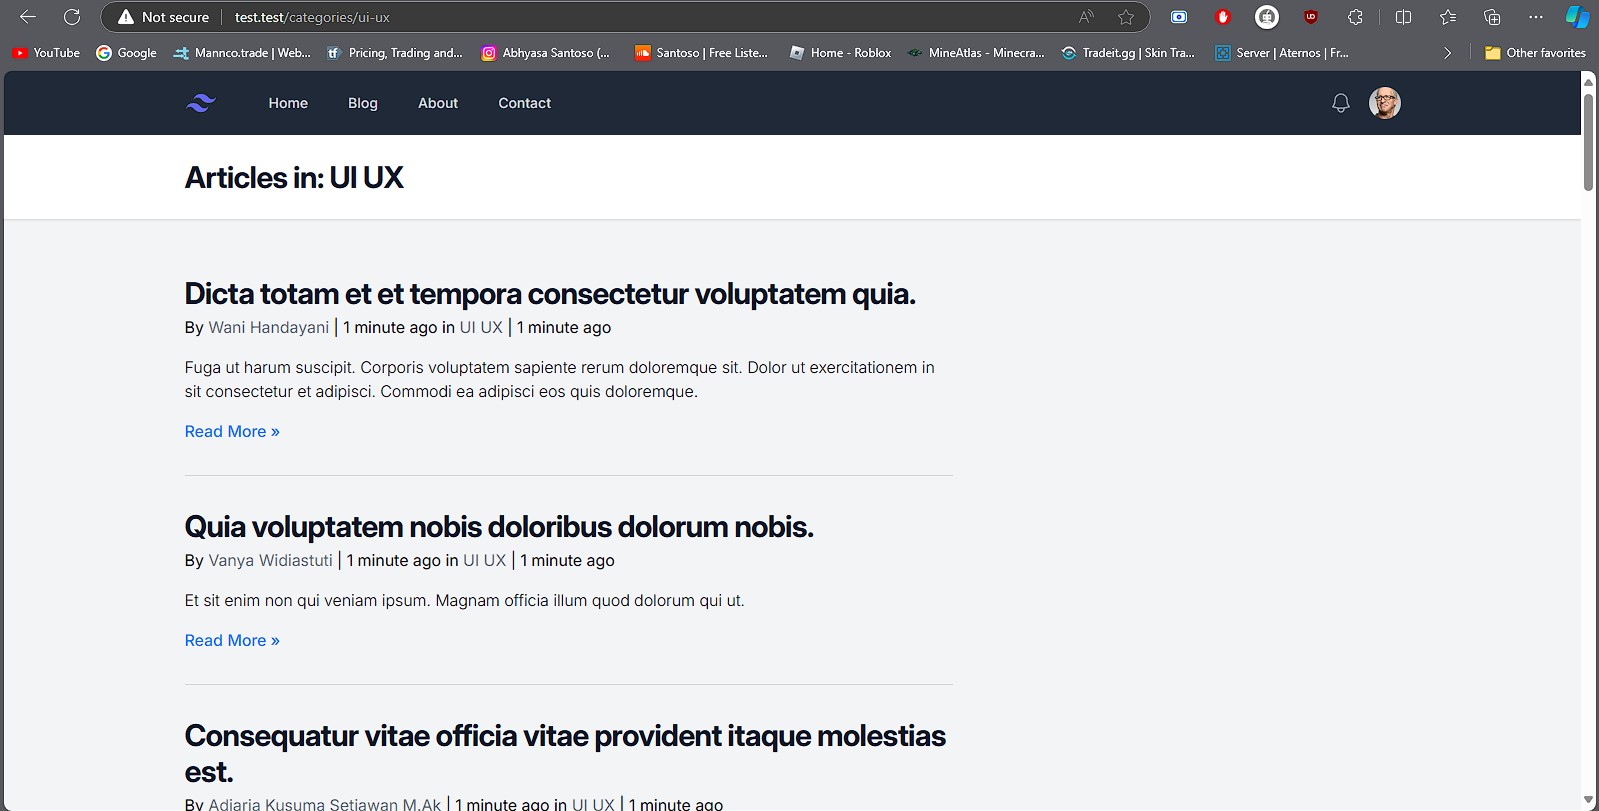 Not secure test.test/categories/ui-ux
YouTube Google Mannco.trade | Web... Pricing, Trading and... Abhyasa Santoso (... Santoso | Free Liste... Home - Roblox MineAtlas - Minecra... Tradeit.gg | Skin Tra... Server | Aternos | Fr... Other favorites
Home Blog About Contact
Articles in: UI UX
Dicta totam et et tempora consectetur voluptatem quia.
By Wani Handayani | 1 minute ago in UI UX | 1 minute ago
Fuga ut harum suscipit. Corporis voluptatem sapiente rerum doloremque sit. Dolor ut exercitationem in
sit consectetur et adipisci. Commodi ea adipisci eos quis doloremque.
Read More »
Quia voluptatem nobis doloribus dolorum nobis.
By Vanya Widiastuti | 1 minute ago in UI UX | 1 minute ago
Et sit enim non qui veniam ipsum. Magnam officia illum quod dolorum qui ut.
Read More »
Consequatur vitae officia vitae provident itaque molestias
est.
By Adiaria Kusuma Setiawan M.Ak | 1 minute ago in UI UX | 1 minute ago